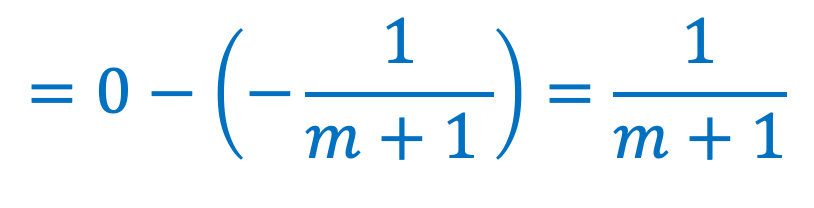 = 0 − (− 1/(m + 1)) = 1/(m + 1)